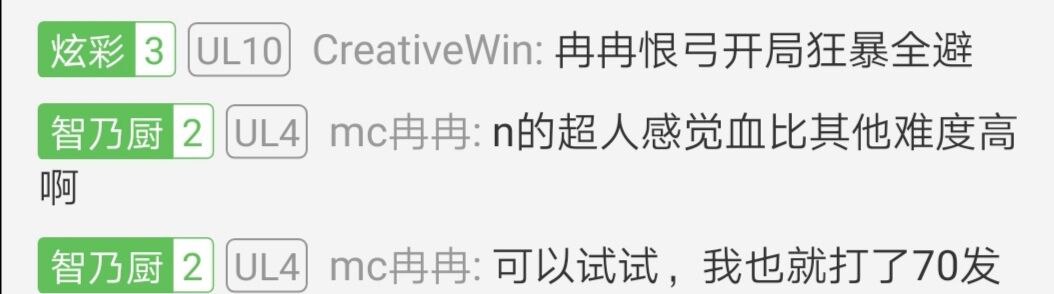 炫彩 3 UL10 CreativeWin: 冉冉恨弓开局狂暴全避
智乃厨 2 UL4 mc冉冉: n的超人感觉血比其他难度高
啊
智乃厨 2 UL4 mc冉冉: 可以试试，我也就打了70发